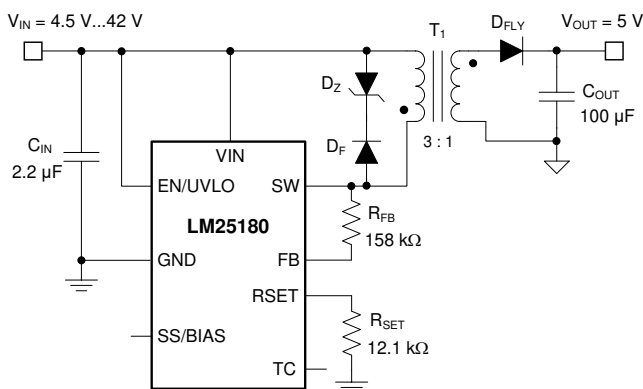 V_IN = 4.5 V...42 V
T_1
D_FLY
V_OUT = 5 V
D_Z
C_OUT
100 µF
D_F
3 : 1
C_IN
2.2 µF
VIN
EN/UVLO
SW
LM25180
R_FB
158 kΩ
GND
FB
RSET
R_SET
12.1 kΩ
SS/BIAS
TC